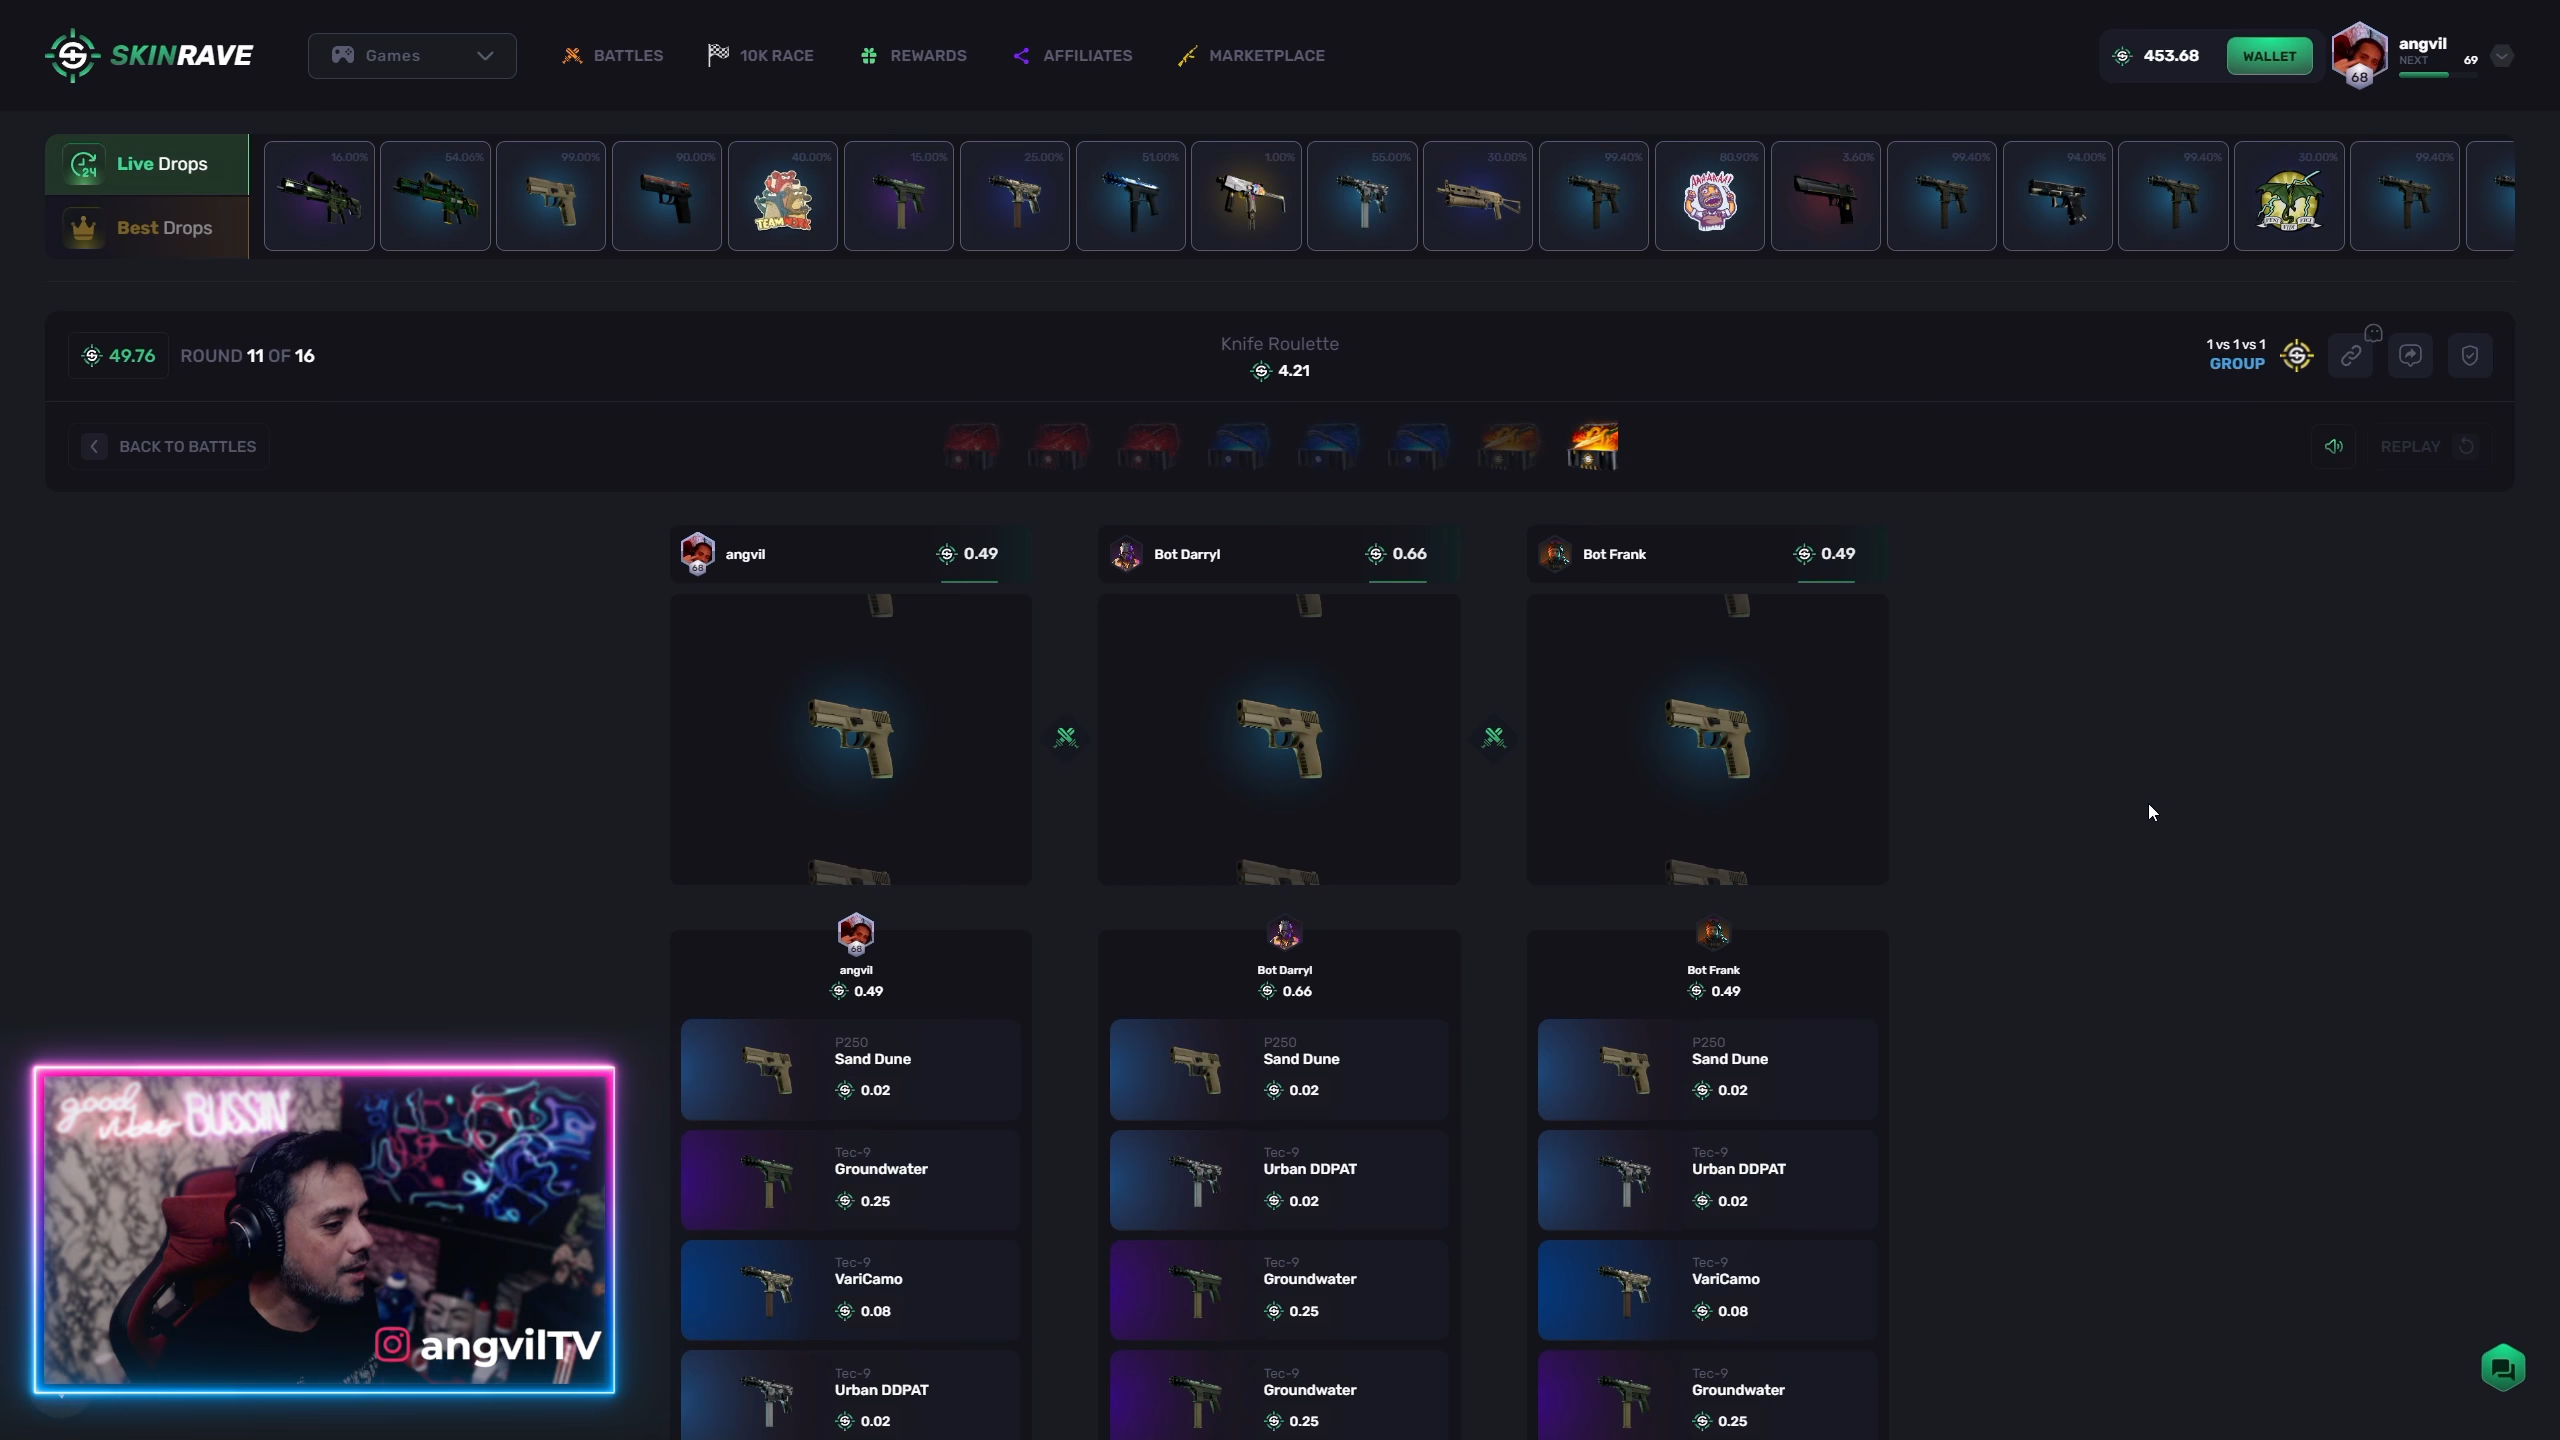 SKINRAVE
Games
BATTLES
10K RACE
REWARDS
AFFILIATES
MARKETPLACE
453.68
WALLET
angvil
NEXT 69
68
Live Drops
24
Best Drops
16.00%
54.06%
99.00%
90.00%
40.00%
15.00%
25.00%
51.00%
1.00%
55.00%
30.00%
99.40%
80.90%
3.60%
99.40%
94.00%
99.40%
30.00%
99.40%
TEAMWORK
49.76
ROUND 11 OF 16
Knife Roulette
4.21
1 vs 1 vs 1
GROUP
BACK TO BATTLES
REPLAY
angvil
68
0.49
Bot Darryl
0.66
Bot Frank
0.49
angvil
68
0.49
P250
Sand Dune
0.02
Tec-9
Groundwater
0.25
Tec-9
VariCamo
0.08
Tec-9
Urban DDPAT
0.02
Bot Darryl
0.66
P250
Sand Dune
0.02
Tec-9
Urban DDPAT
0.02
Tec-9
Groundwater
0.25
Tec-9
Groundwater
0.25
Bot Frank
0.49
P250
Sand Dune
0.02
Tec-9
Urban DDPAT
0.02
Tec-9
VariCamo
0.08
Tec-9
Groundwater
0.25
good
vibes
BUSSIN'
angvilTV